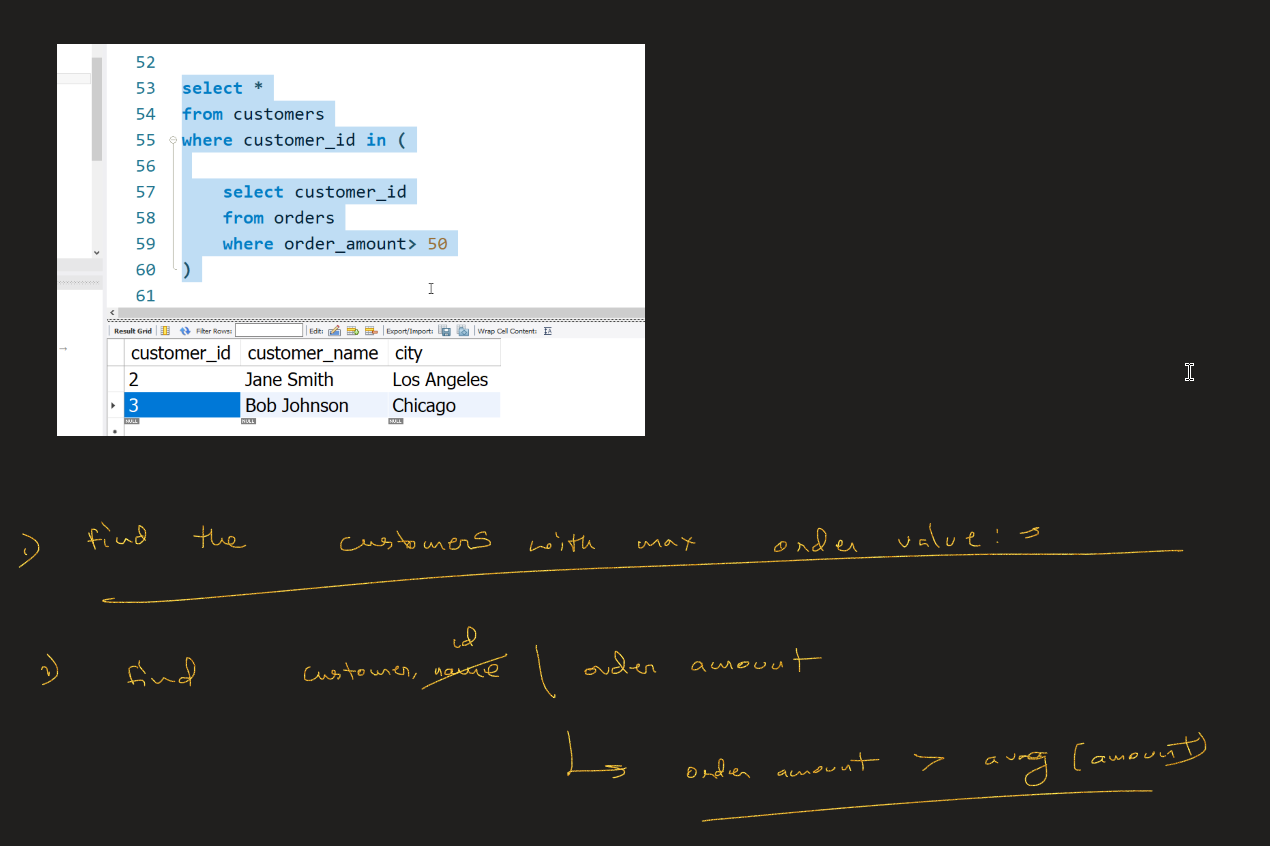 52
53 select *
54 from customers
55 where customer_id in (
56
57 select customer_id
58 from orders
59 where order_amount> 50
60 )
61
Result Grid Filter Rows: Edit: Export/Import: Wrap Cell Content: IA
customer_id customer_name city
2 Jane Smith Los Angeles
3 Bob Johnson Chicago
NULL NULL NULL
1) find the customers with max order value :→
id
2) find customer, name | order amount
order amount > avg (amount)